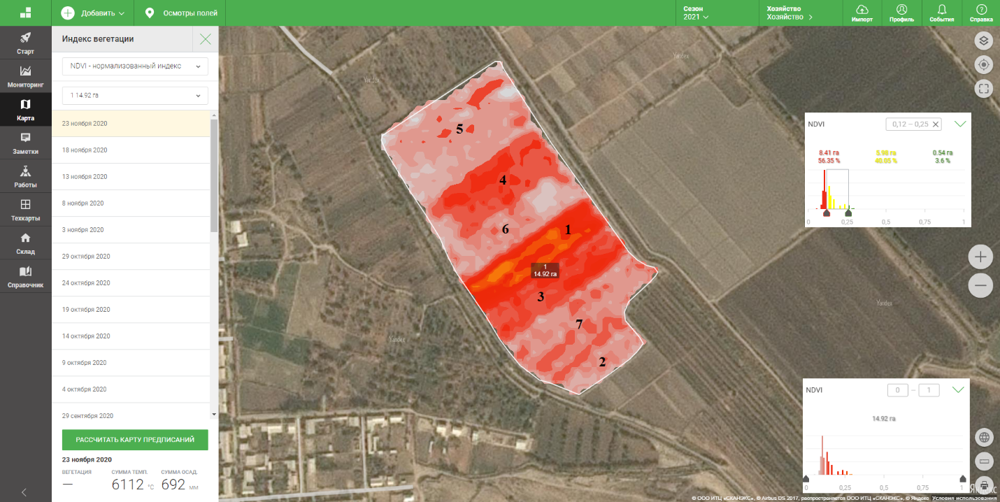 Добавить
Осмотры полей
Сезон
2021
Хозяйство
Хозяйство
Импорт
Профиль
События
Справка
Старт
Мониторинг
Карта
Заметки
Работы
Техкарты
Склад
Справочник
Индекс вегетации
NDVI - нормализованный индекс
1 14.92 га
23 ноября 2020
18 ноября 2020
13 ноября 2020
8 ноября 2020
3 ноября 2020
29 октября 2020
24 октября 2020
19 октября 2020
14 октября 2020
9 октября 2020
4 октября 2020
29 сентября 2020
РАССЧИТАТЬ КАРТУ ПРЕДПИСАНИЙ
23 ноября 2020
ВЕГЕТАЦИЯ СУММА ТЕМП. СУММА ОСАД.
— 6112 °C 692 мм
Yandex
Yandex
5
4
6
1
1
14.92 га
3
7
2
Yandex
Yandex
NDVI 0,12 – 0,25
8.41 га 5.98 га 0.54 га
56.35 % 40.05 % 3.6 %
0 0,25 0,5 0,75 1
NDVI 0 – 1
14.92 га
0 0,25 0,5 0,75 1
Яндекс
© ООО ИТЦ «СКАНЭКС», © Airbus DS 2017, распространяется ООО ИТЦ «СКАНЭКС», © Яндекс Условия использования